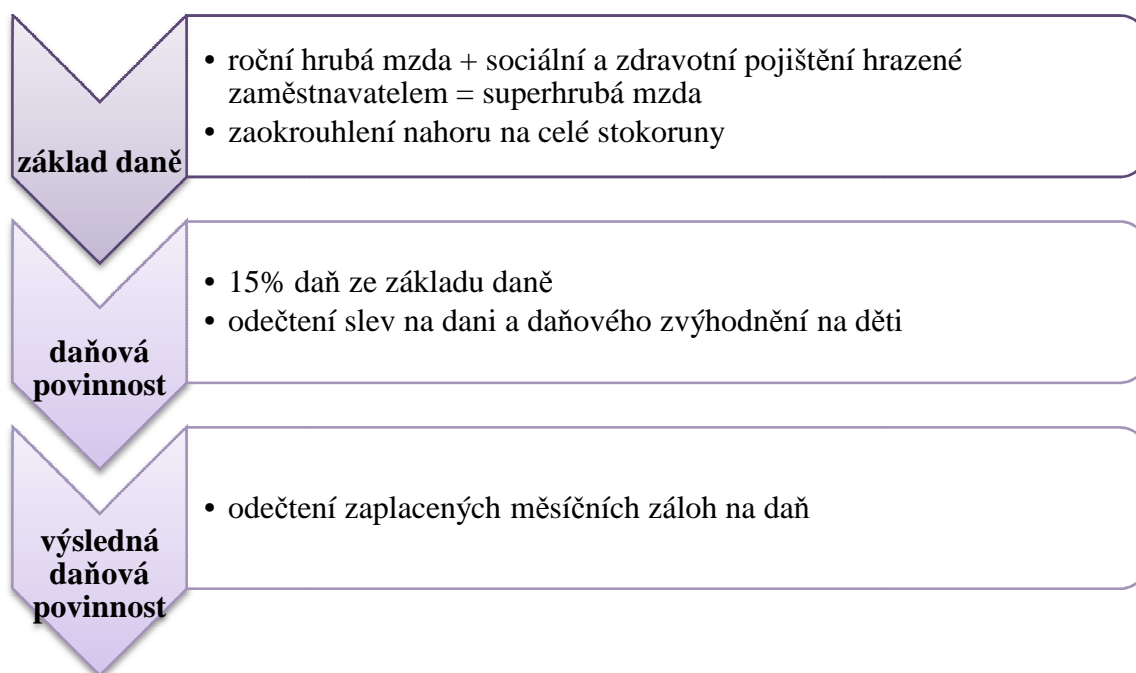 • roční hrubá mzda + sociální a zdravotní pojištění hrazené
zaměstnavatelem = superhrubá mzda
• zaokrouhlení nahoru na celé stokoruny
základ daně
• 15% daň ze základu daně
• odečtení slev na dani a daňového zvýhodnění na děti
daňová
povinnost
• odečtení zaplacených měsíčních záloh na daň
výsledná
daňová
povinnost